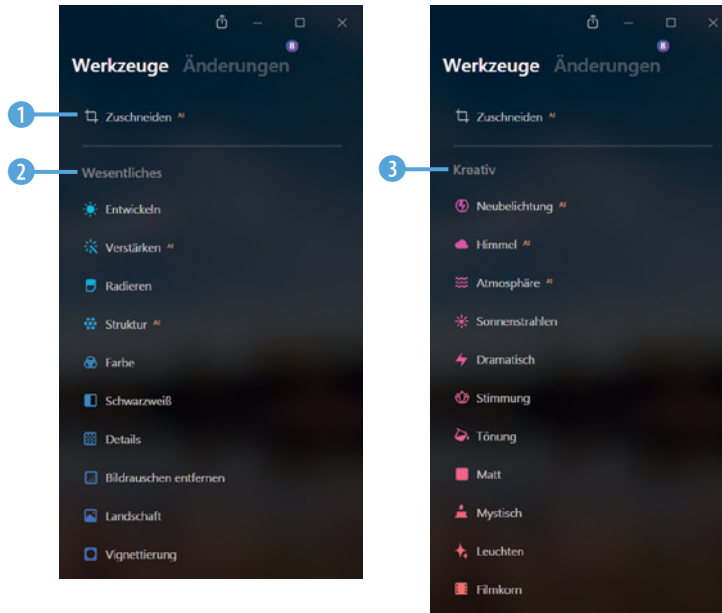 8
Werkzeuge Änderungen
1
Zuschneiden AI
2
Wesentliches
Entwickeln
Verstärken AI
Radieren
Struktur AI
Farbe
Schwarzweiß
Details
Bildrauschen entfernen
Landschaft
Vignettierung
8
Werkzeuge Änderungen
Zuschneiden AI
3
Kreativ
Neubelichtung AI
Himmel AI
Atmosphäre AI
Sonnenstrahlen
Dramatisch
Stimmung
Tönung
Matt
Mystisch
Leuchten
Filmkorn